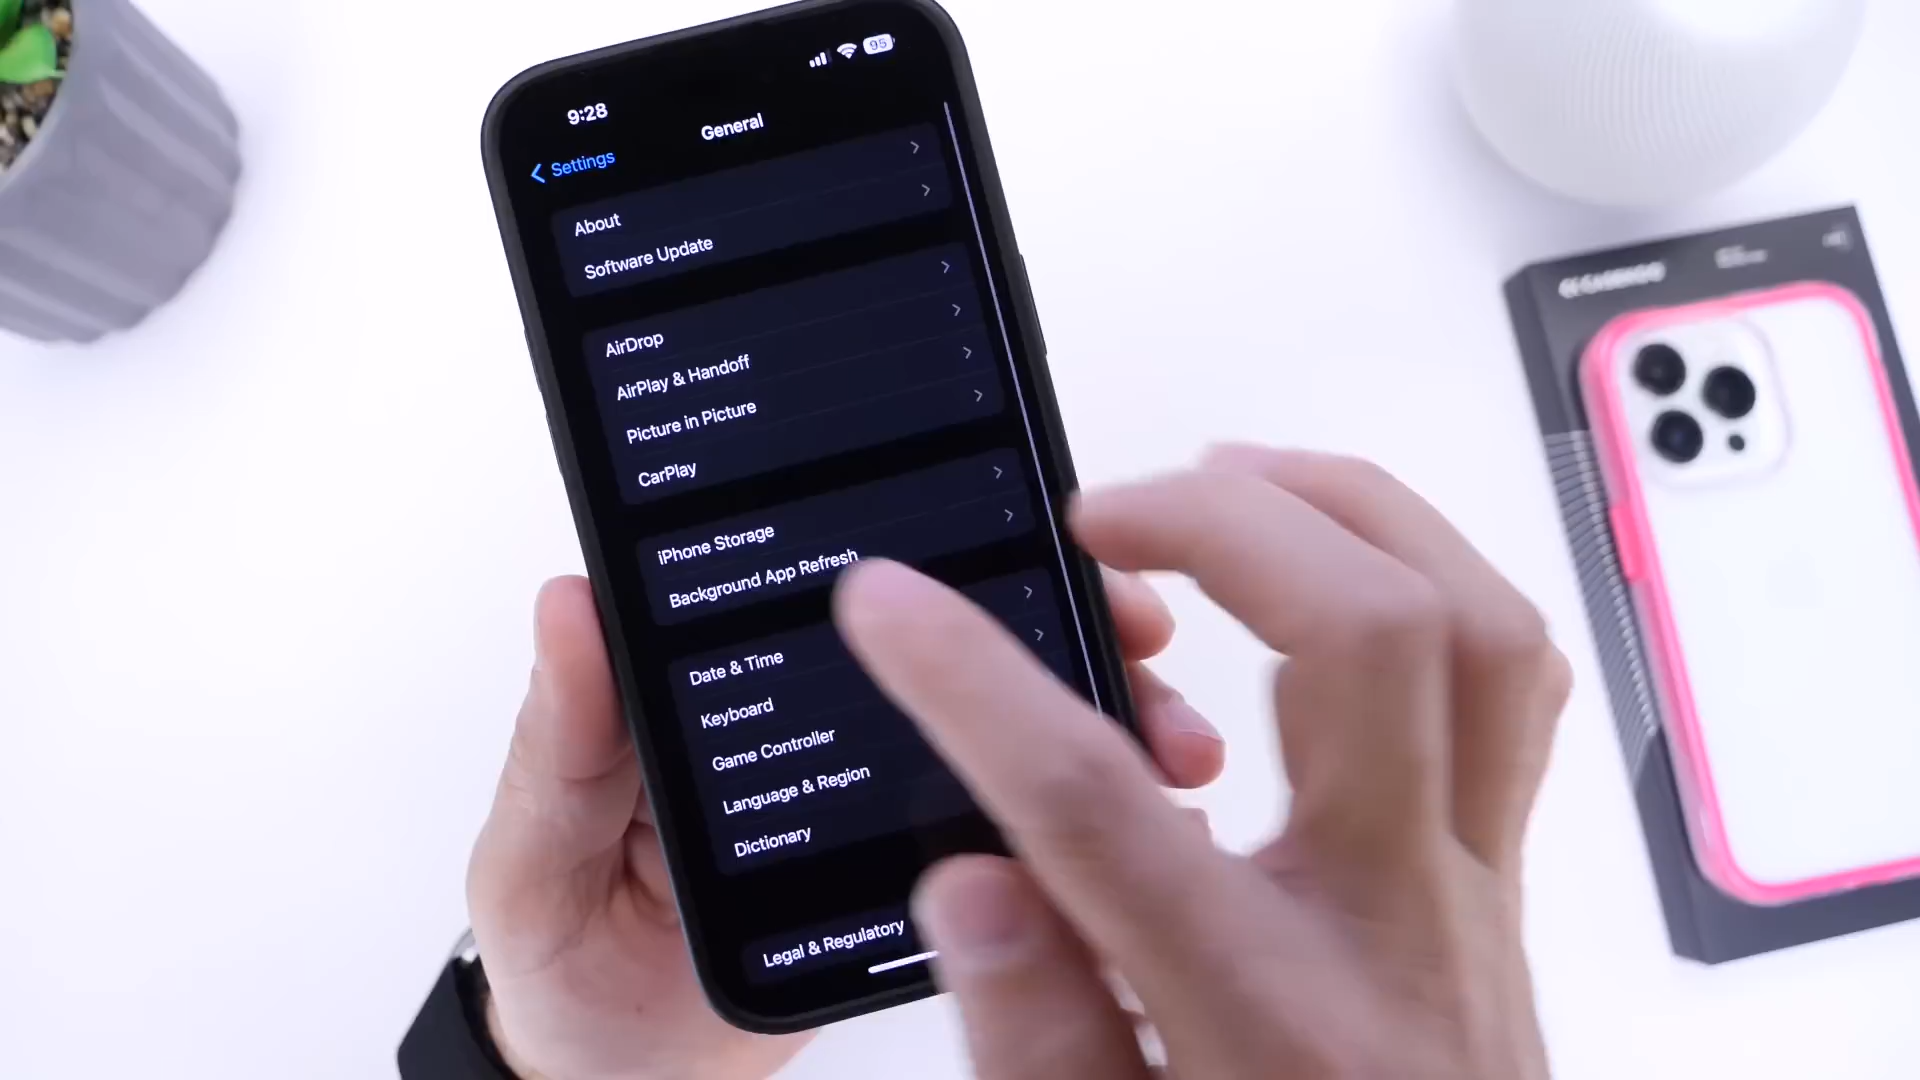 9:28
95
Settings
General
About
Software Update
AirDrop
AirPlay & Handoff
Picture in Picture
CarPlay
iPhone Storage
Background App Refresh
Date & Time
Keyboard
Game Controller
Language & Region
Dictionary
Legal & Regulatory